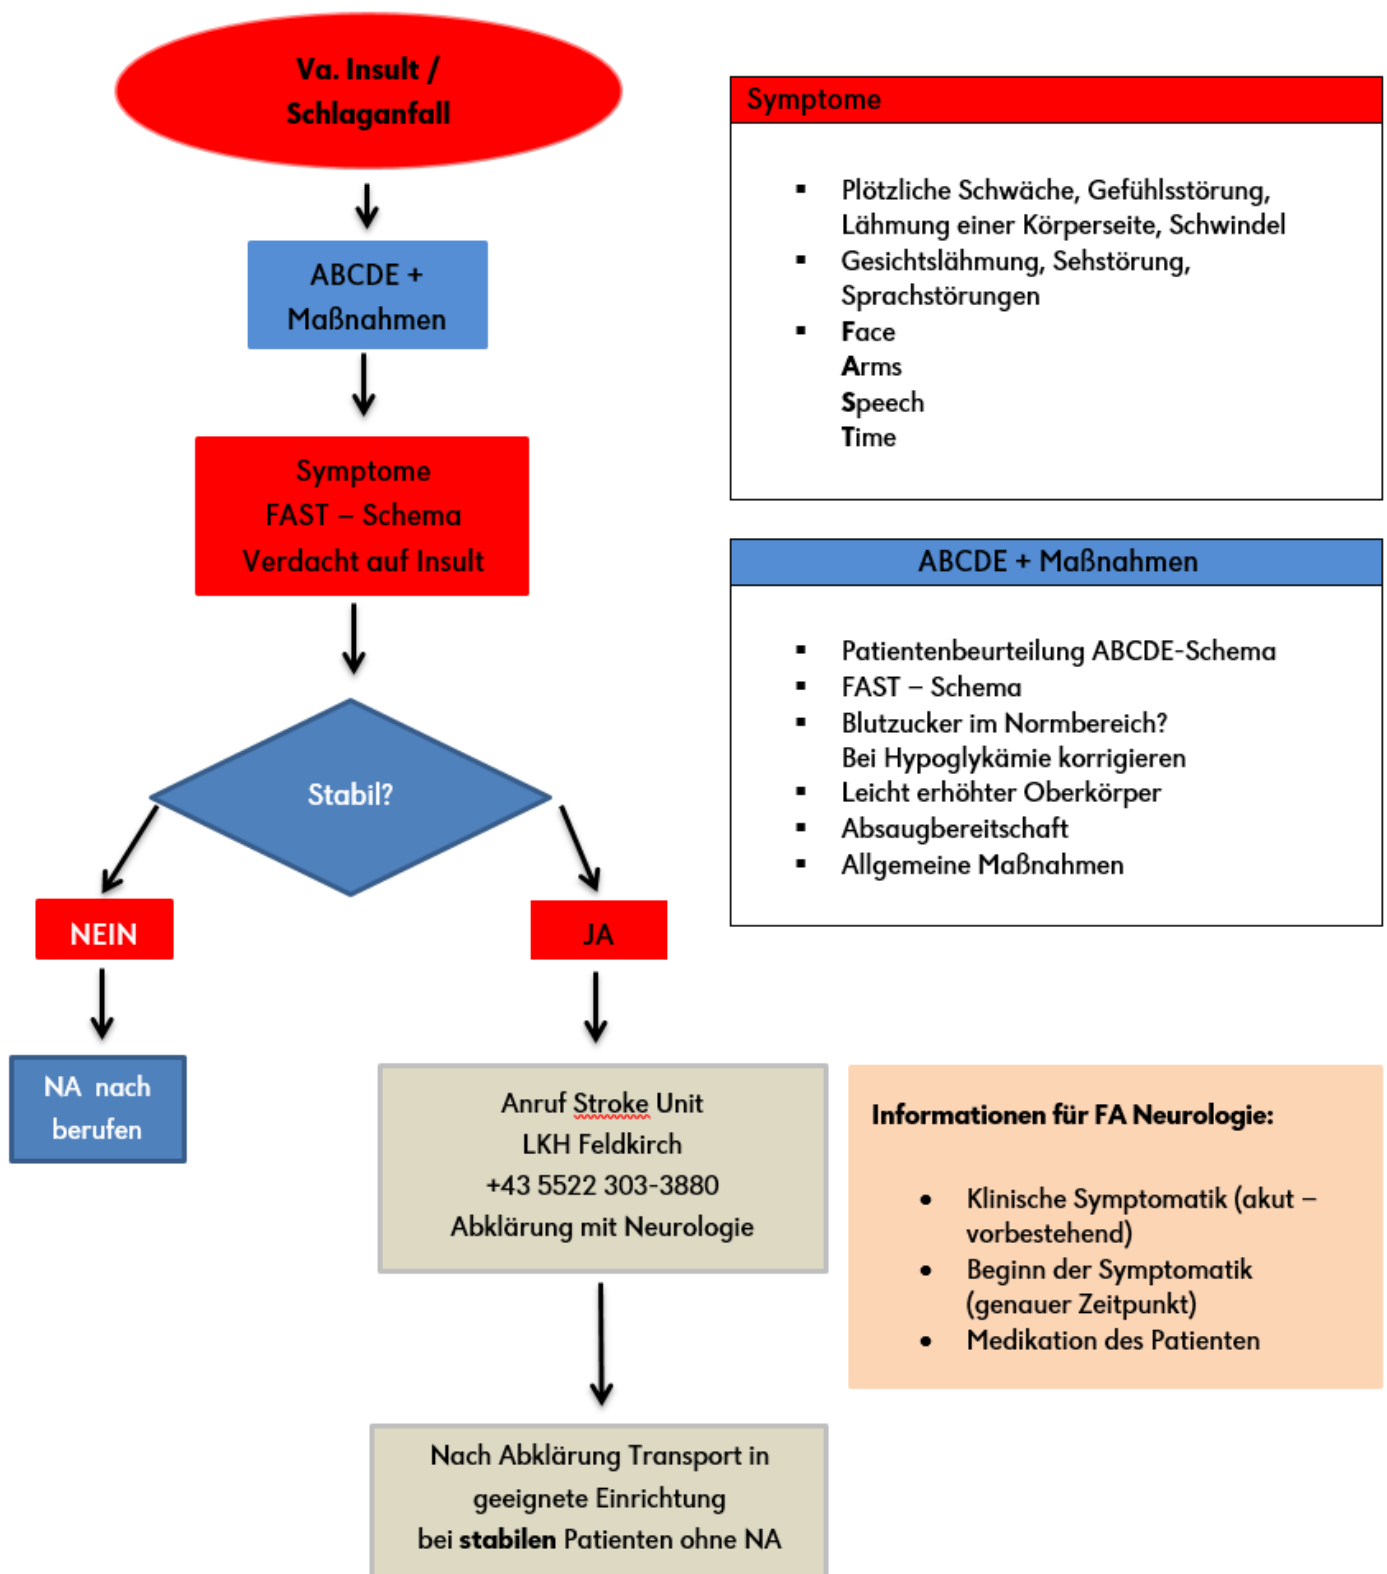 Va. Insult /
Schlaganfall
ABCDE +
Maßnahmen
Symptome
FAST – Schema
Verdacht auf Insult
Stabil?
NEIN
JA
NA  nach
berufen
Anruf Stroke Unit
LKH Feldkirch
+43 5522 303-3880
Abklärung mit Neurologie
Nach Abklärung Transport in
geeignete Einrichtung
bei stabilen Patienten ohne NA
Symptome
▪ Plötzliche Schwäche, Gefühlsstörung,
Lähmung einer Körperseite, Schwindel
▪ Gesichtslähmung, Sehstörung,
Sprachstörungen
▪ Face
Arms
Speech
Time
ABCDE + Maßnahmen
▪ Patientenbeurteilung ABCDE-Schema
▪ FAST – Schema
▪ Blutzucker im Normbereich?
Bei Hypoglykämie korrigieren
▪ Leicht erhöhter Oberkörper
▪ Absaugbereitschaft
▪ Allgemeine Maßnahmen
Informationen für FA Neurologie:
• Klinische Symptomatik (akut –
vorbestehend)
• Beginn der Symptomatik
(genauer Zeitpunkt)
• Medikation des Patienten